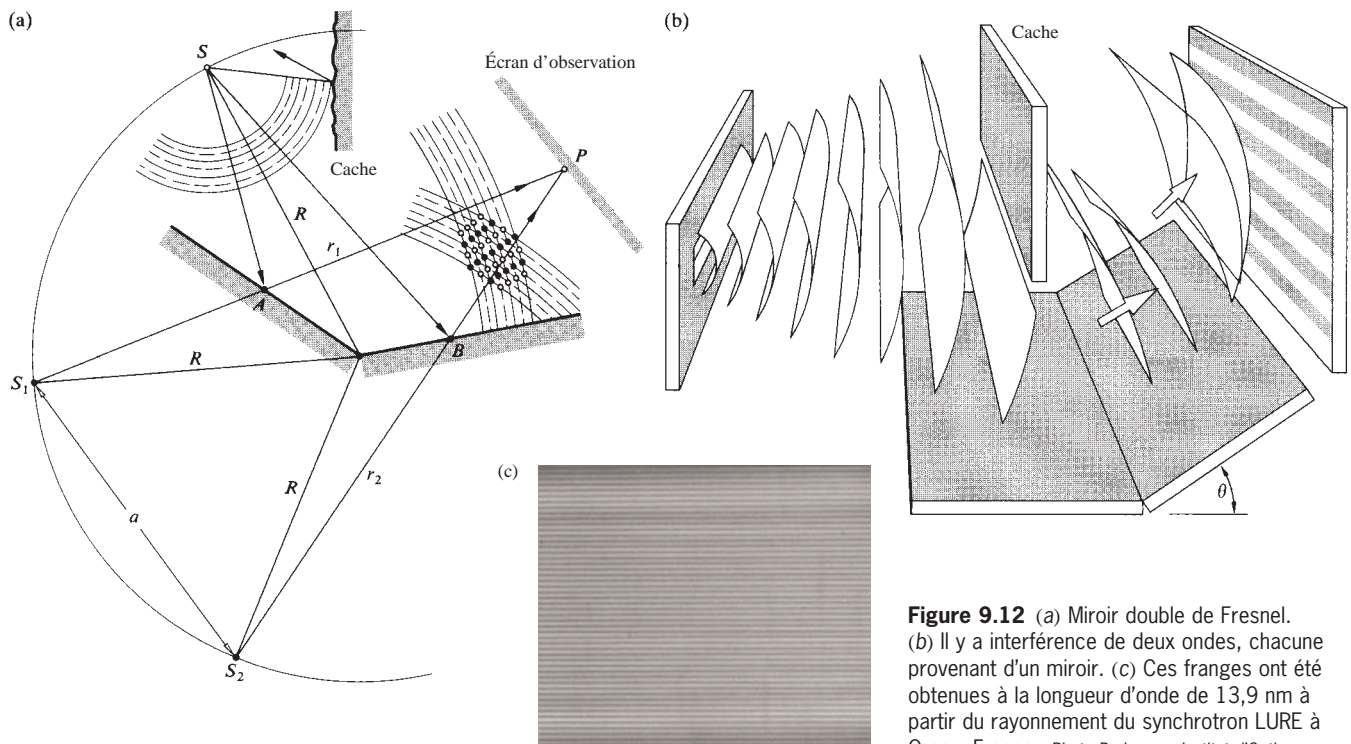 (a)
S
Cache
Écran d'observation
P
R
r1
A
B
R
S1
R
r2
a
S2
(b)
Cache
θ
(c)
Figure 9.12 (a) Miroir double de Fresnel.
(b) Il y a interférence de deux ondes, chacune
provenant d'un miroir. (c) Ces franges ont été
obtenues à la longueur d'onde de 13,9 nm à
partir du rayonnement du synchrotron LURE à